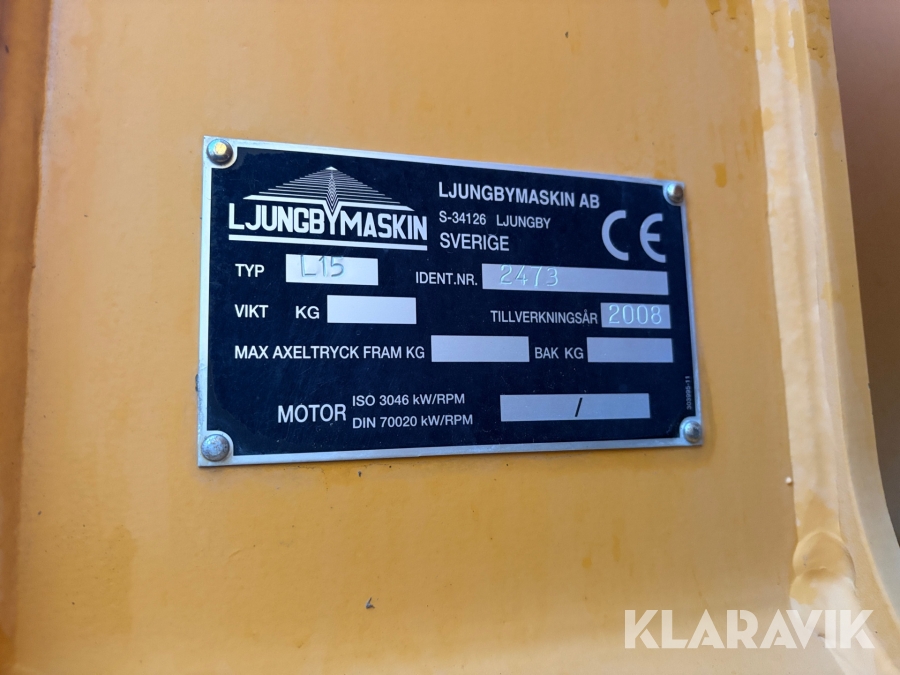 LJUNGBYMASKIN
LJUNGBYMASKIN AB
S-34126 LJUNGBY
SVERIGE
CE
TYP L15 IDENT.NR. 2473
VIKT KG TILLVERKNINGSÅR 2008
MAX AXELTRYCK FRAM KG BAK KG
MOTOR ISO 3046 kW/RPM /
DIN 70020 kW/RPM
KLARAVIK